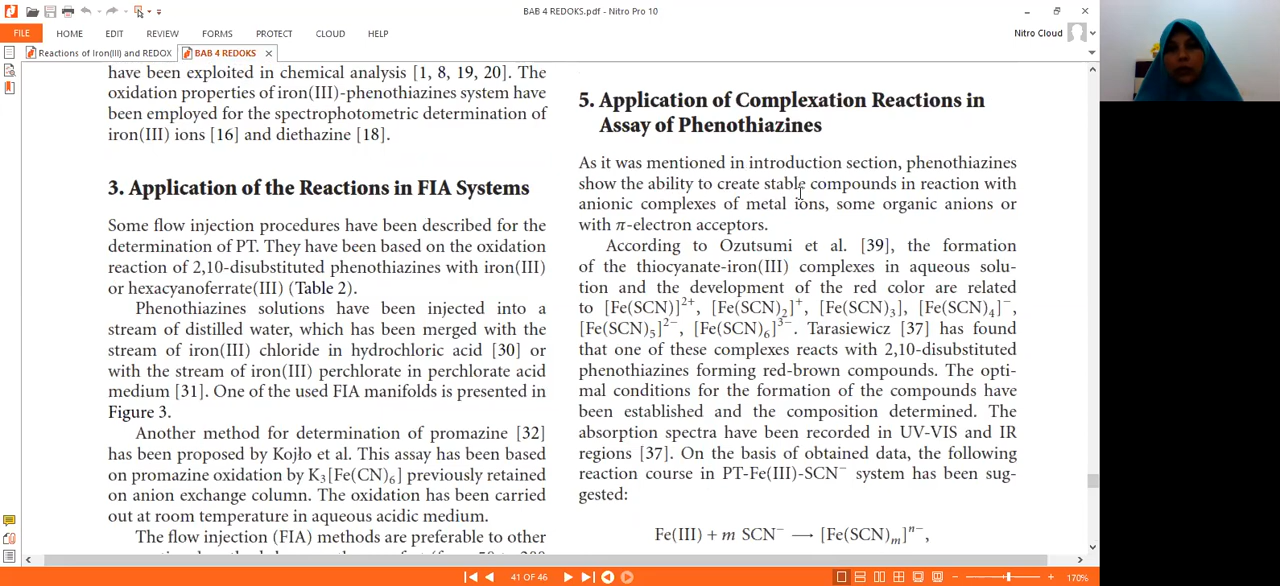 BAB 4 REDOKS.pdf - Nitro Pro 10
FILE HOME EDIT REVIEW FORMS PROTECT CLOUD HELP
Nitro Cloud
Reactions of Iron(III) and REDOX BAB 4 REDOKS
have been exploited in chemical analysis [1, 8, 19, 20]. The
oxidation properties of iron(III)-phenothiazines system have
been employed for the spectrophotometric determination of
iron(III) ions [16] and diethazine [18].
3. Application of the Reactions in FIA Systems
Some flow injection procedures have been described for the
determination of PT. They have been based on the oxidation
reaction of 2,10-disubstituted phenothiazines with iron(III)
or hexacyanoferrate(III) (Table 2).
Phenothiazines solutions have been injected into a
stream of distilled water, which has been merged with the
stream of iron(III) chloride in hydrochloric acid [30] or
with the stream of iron(III) perchlorate in perchlorate acid
medium [31]. One of the used FIA manifolds is presented in
Figure 3.
Another method for determination of promazine [32]
has been proposed by Kojło et al. This assay has been based
on promazine oxidation by K₃[Fe(CN)₆] previously retained
on anion exchange column. The oxidation has been carried
out at room temperature in aqueous acidic medium.
The flow injection (FIA) methods are preferable to other
5. Application of Complexation Reactions in
Assay of Phenothiazines
As it was mentioned in introduction section, phenothiazines
show the ability to create stable compounds in reaction with
anionic complexes of metal ions, some organic anions or
with π-electron acceptors.
According to Ozutsumi et al. [39], the formation
of the thiocyanate-iron(III) complexes in aqueous solu-
tion and the development of the red color are related
to [Fe(SCN)]²⁺, [Fe(SCN)₂]⁺, [Fe(SCN)₃], [Fe(SCN)₄]⁻,
[Fe(SCN)₅]²⁻, [Fe(SCN)₆]³⁻. Tarasiewicz [37] has found
that one of these complexes reacts with 2,10-disubstituted
phenothiazines forming red-brown compounds. The opti-
mal conditions for the formation of the compounds have
been established and the composition determined. The
absorption spectra have been recorded in UV-VIS and IR
regions [37]. On the basis of obtained data, the following
reaction course in PT-Fe(III)-SCN⁻ system has been sug-
gested:
Fe(III) + m SCN⁻ ⟶ [Fe(SCN)ₘ]ⁿ⁻,
41 OF 46
170%